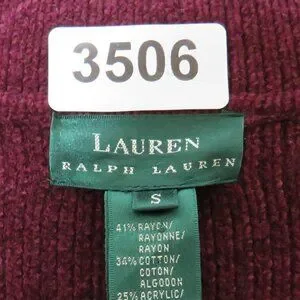 3506
LAUREN
RALPH LAUREN
S
41% RAYON/
RAYONNE/
RAYON
34% COTTON/
COTON/
ALGODON
25% ACRYLIC/